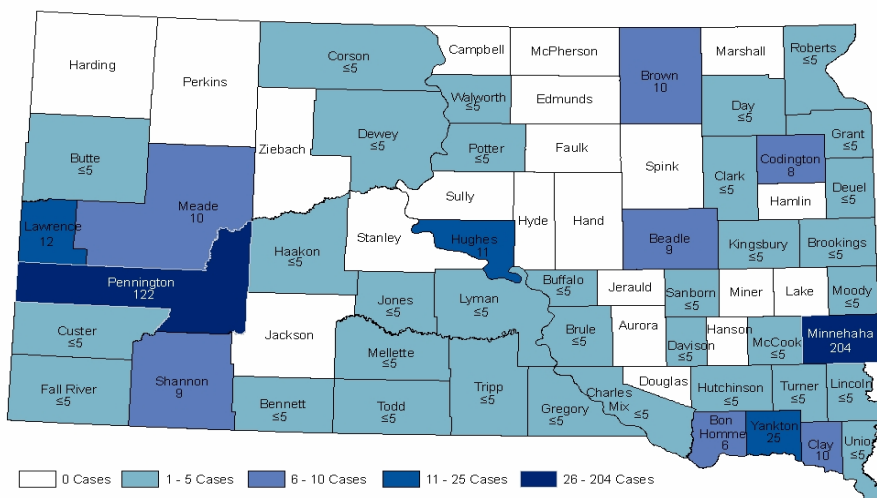 Harding
Perkins
Corson
≤5
Campbell
McPherson
Brown
10
Marshall
Roberts
≤5
Walworth
≤5
Edmunds
Day
≤5
Butte
≤5
Ziebach
Dewey
≤5
Potter
≤5
Faulk
Spink
Clark
≤5
Codington
8
Grant
≤5
Hamlin
Deuel
≤5
Meade
10
Lawrence
12
Sully
Stanley
Hughes
11
Hyde
Hand
Beadle
9
Kingsbury
≤5
Brookings
≤5
Haakon
≤5
Pennington
122
Jones
≤5
Lyman
≤5
Buffalo
≤5
Jerauld
Sanborn
≤5
Miner
Lake
Moody
≤5
Custer
≤5
Jackson
Brule
≤5
Aurora
Davison
≤5
Hanson
McCook
≤5
Minnehaha
204
Mellette
≤5
Fall River
≤5
Shannon
9
Bennett
≤5
Todd
≤5
Tripp
≤5
Gregory
≤5
Charles
Mix
≤5
Douglas
Hutchinson
≤5
Turner
≤5
Lincoln
≤5
Bon
Homme
6
Yankton
25
Clay
10
Union
≤5
0 Cases
1 - 5 Cases
6 - 10 Cases
11 - 25 Cases
26 - 204 Cases